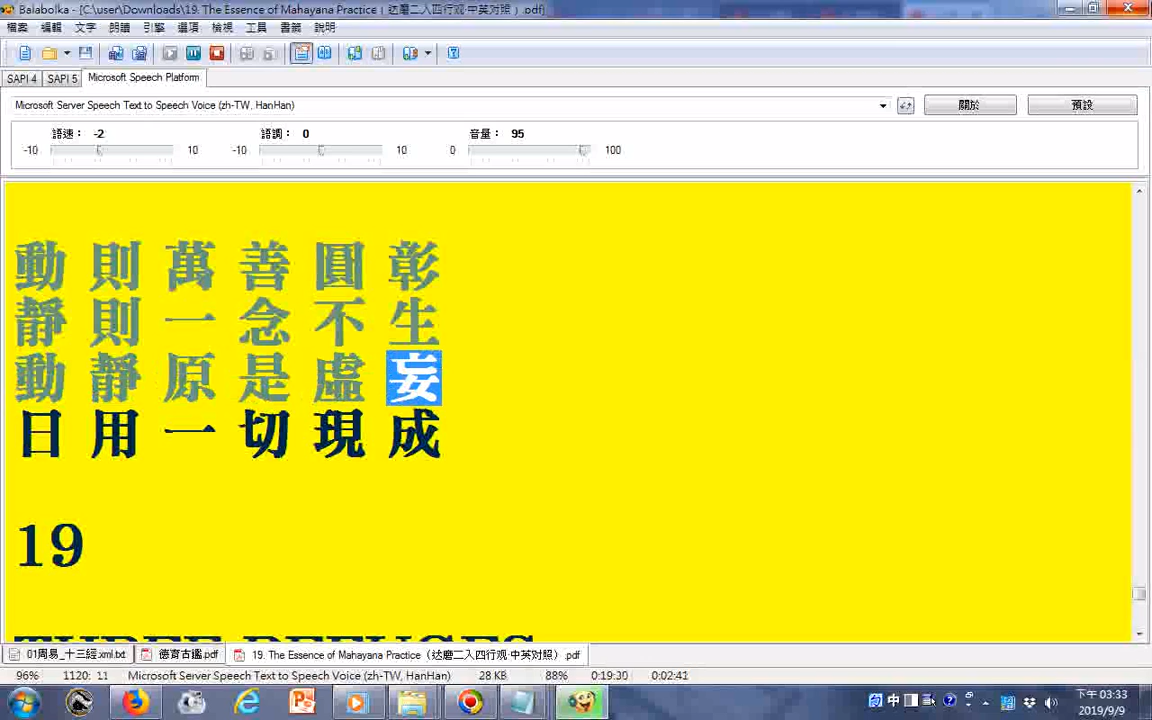 Balabolka - [C:\user\Downloads\19. The Essence of Mahayana Practice（达磨二入四行观·中英对照）.pdf]
檔案 編輯 文字 朗讀 引擎 選項 檢視 工具 書籤 說明
SAPI 4 SAPI 5 Microsoft Speech Platform
Microsoft Server Speech Text to Speech Voice (zh-TW, HanHan) 關於 預設
語速： -2 語調： 0 音量： 95
-10 10 -10 10 0 100
動 則 萬 善 圓 彰
靜 則 一 念 不 生
動 靜 原 是 虛 妄
日 用 一 切 現 成
19
THREE REFUGES
01周易_十三經.xml.txt 德育古鑑.pdf 19. The Essence of Mahayana Practice（达磨二入四行观·中英对照）.pdf
96% 1120: 11 Microsoft Server Speech Text to Speech Voice (zh-TW, HanHan) 28 KB 88% 0:19:30 0:02:41
中 下午 03:33
2019/9/9